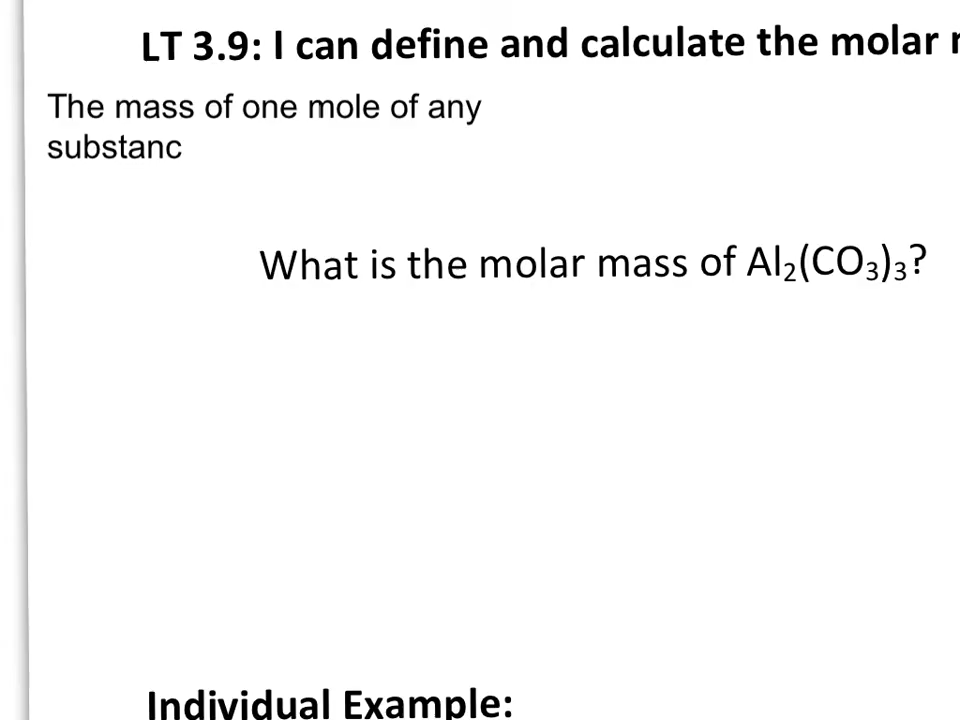 LT 3.9: I can define and calculate the molar
The mass of one mole of any
substanc
What is the molar mass of Al₂(CO₃)₃?
Individual Example: